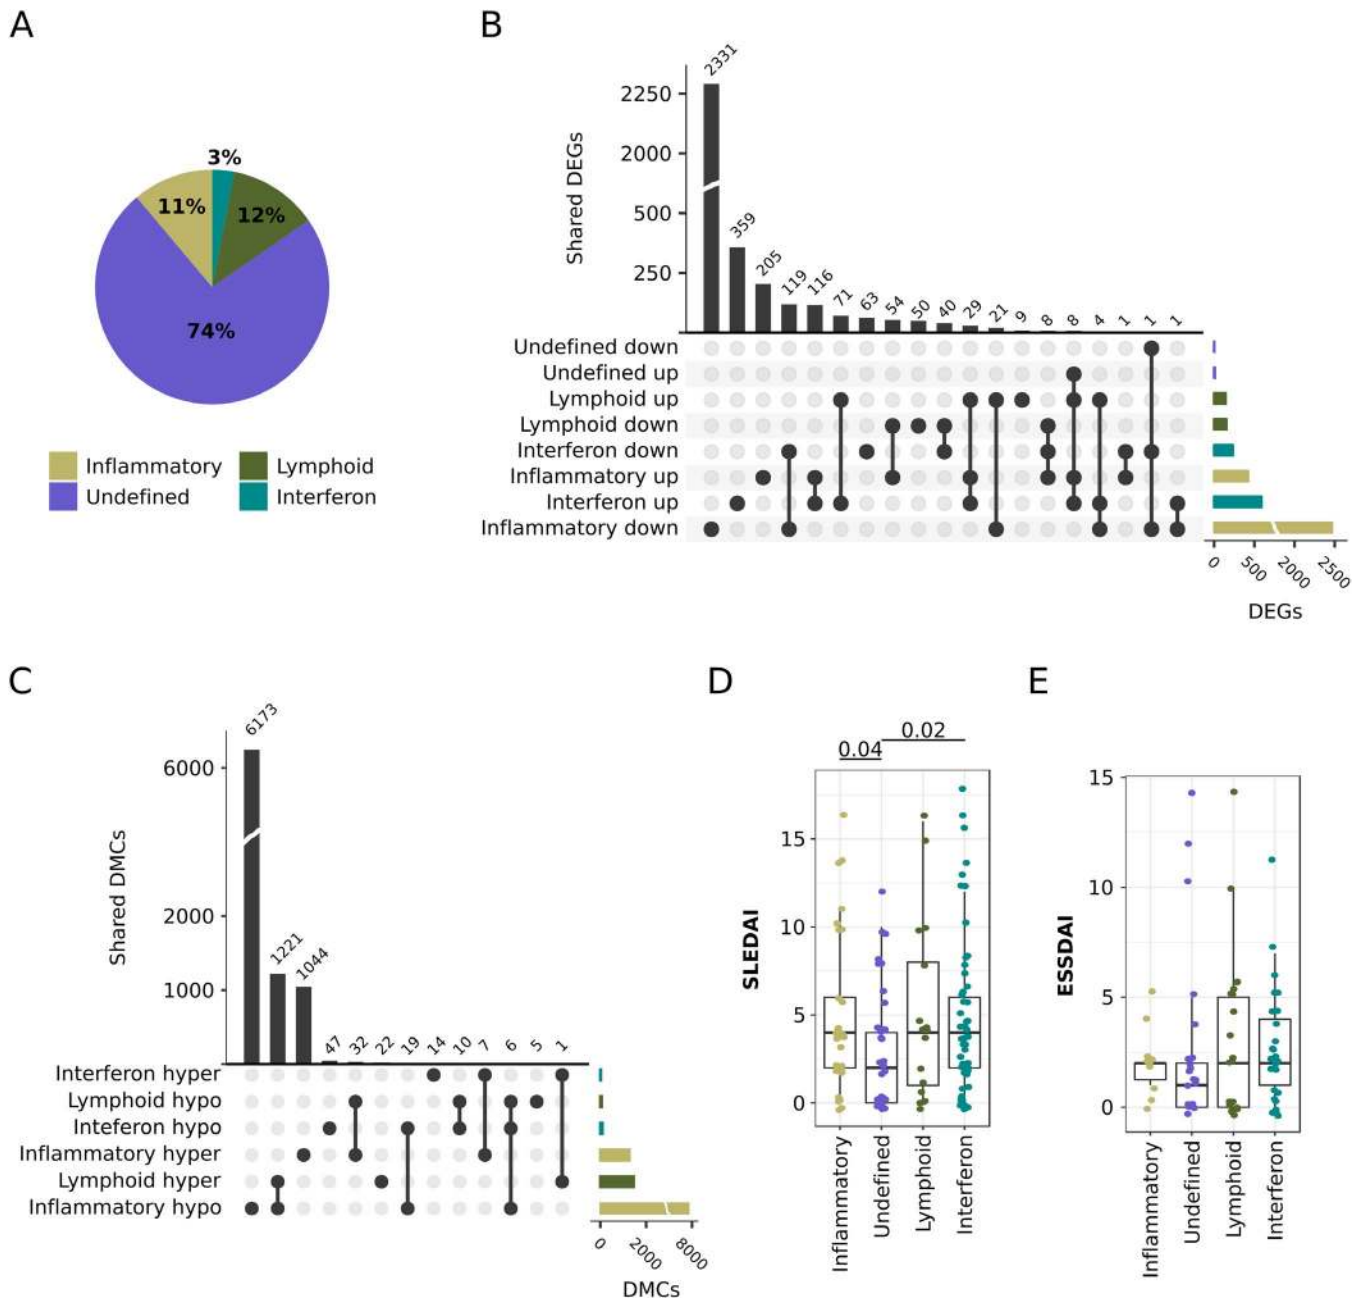 A
3%
11%
12%
74%
Inflammatory
Lymphoid
Undefined
Interferon
B
Shared DEGs
2250
2000
500
250
2331
359
205
119
116
71
63
54
50
40
29
21
9
8
8
4
1
1
1
Undefined down
Undefined up
Lymphoid up
Lymphoid down
Interferon down
Inflammatory up
Interferon up
Inflammatory down
0
500
2000
2500
DEGs
C
Shared DMCs
6000
2000
1000
6173
1221
1044
47
32
22
19
14
10
7
6
5
1
Interferon hyper
Lymphoid hypo
Inteferon hypo
Inflammatory hyper
Lymphoid hyper
Inflammatory hypo
0
2000
8000
DMCs
D
0.04
0.02
SLEDAI
15
10
5
0
Inflammatory
Undefined
Lymphoid
Interferon
E
ESSDAI
15
10
5
0
Inflammatory
Undefined
Lymphoid
Interferon